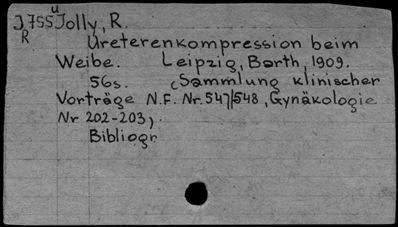 J755ü Jolly, R.
R
Ureterenkompression beim
Weibe. Leipzig, Barth, 1909.
56s. (Sammlung klinischer
Vorträge N.F. Nr. 547/548, Gynäkologie
Nr 202-203).
Bibliogr